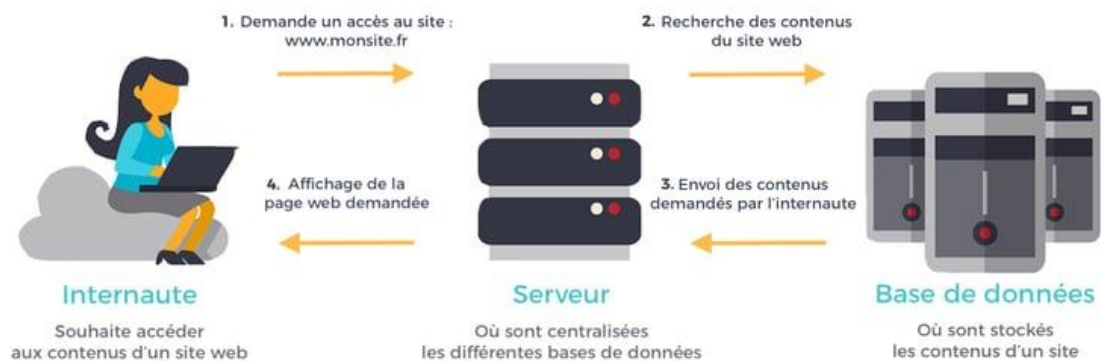 1. Demande un accès au site :
www.monsite.fr
2. Recherche des contenus
du site web
4. Affichage de la
page web demandée
3. Envoi des contenus
demandés par l'internaute
Internaute
Souhaite accéder
aux contenus d'un site web
Serveur
Où sont centralisées
les différentes bases de données
Base de données
Où sont stockés
les contenus d'un site